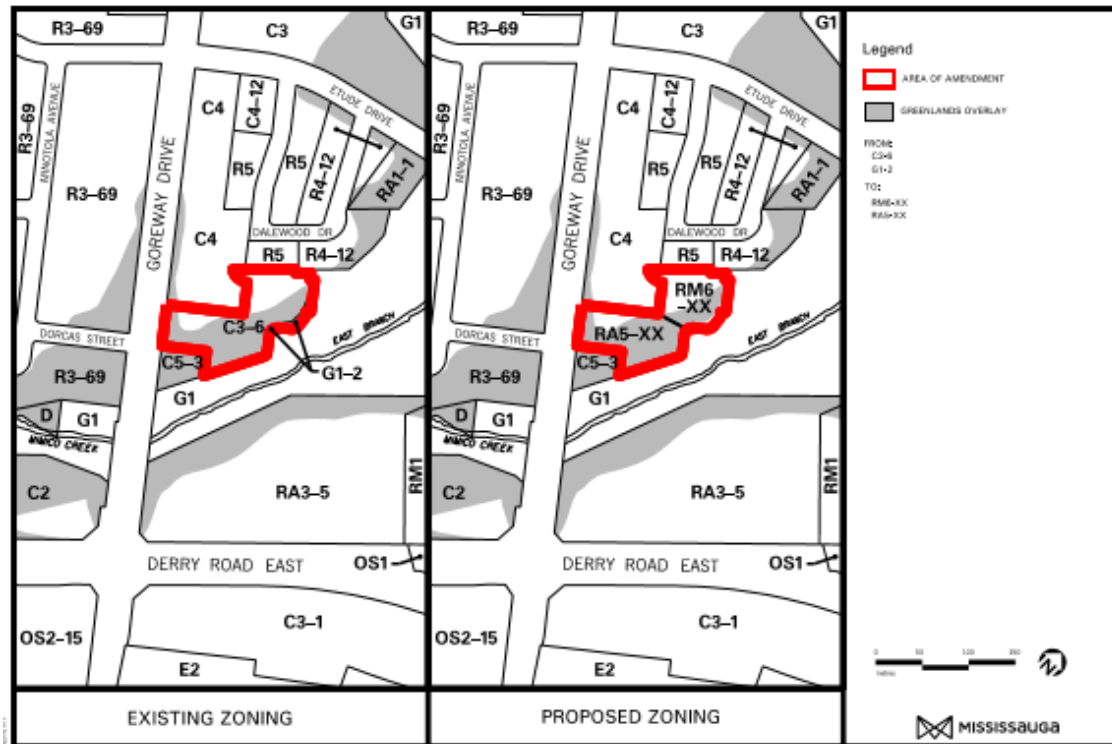 R3–69
C3
G1
MINOTOLA AVENUE
R3–69
C4
C4–12
ETUDE DRIVE
R3–69
R5
R5
R4–12
RA1–1
GOREWAY DRIVE
C4
DALEWOOD DR
R5
R4–12
C3–6
EAST BRANCH
DORCAS STREET
C5–3
G1–2
R3–69
G1
D
G1
MIMICO CREEK
C2
RA3–5
RM1
DERRY ROAD EAST
OS1
C3–1
OS2–15
E2
EXISTING ZONING
R3–69
C3
G1
MINOTOLA AVENUE
R3–69
C4
C4–12
ETUDE DRIVE
R3–69
R5
R5
R4–12
RA1–1
GOREWAY DRIVE
C4
DALEWOOD DR
R5
R4–12
RM6
–XX
RA5–XX
EAST BRANCH
DORCAS STREET
C5–3
R3–69
G1
D
G1
MIMICO CREEK
C2
RA3–5
RM1
DERRY ROAD EAST
OS1
C3–1
OS2–15
E2
PROPOSED ZONING
Legend
AREA OF AMENDMENT
GREENLANDS OVERLAY
FROM:
C3-6
G1-2
TO:
RM6-XX
RA5-XX
0 50 100 150
metres
N
MISSISSAUGA